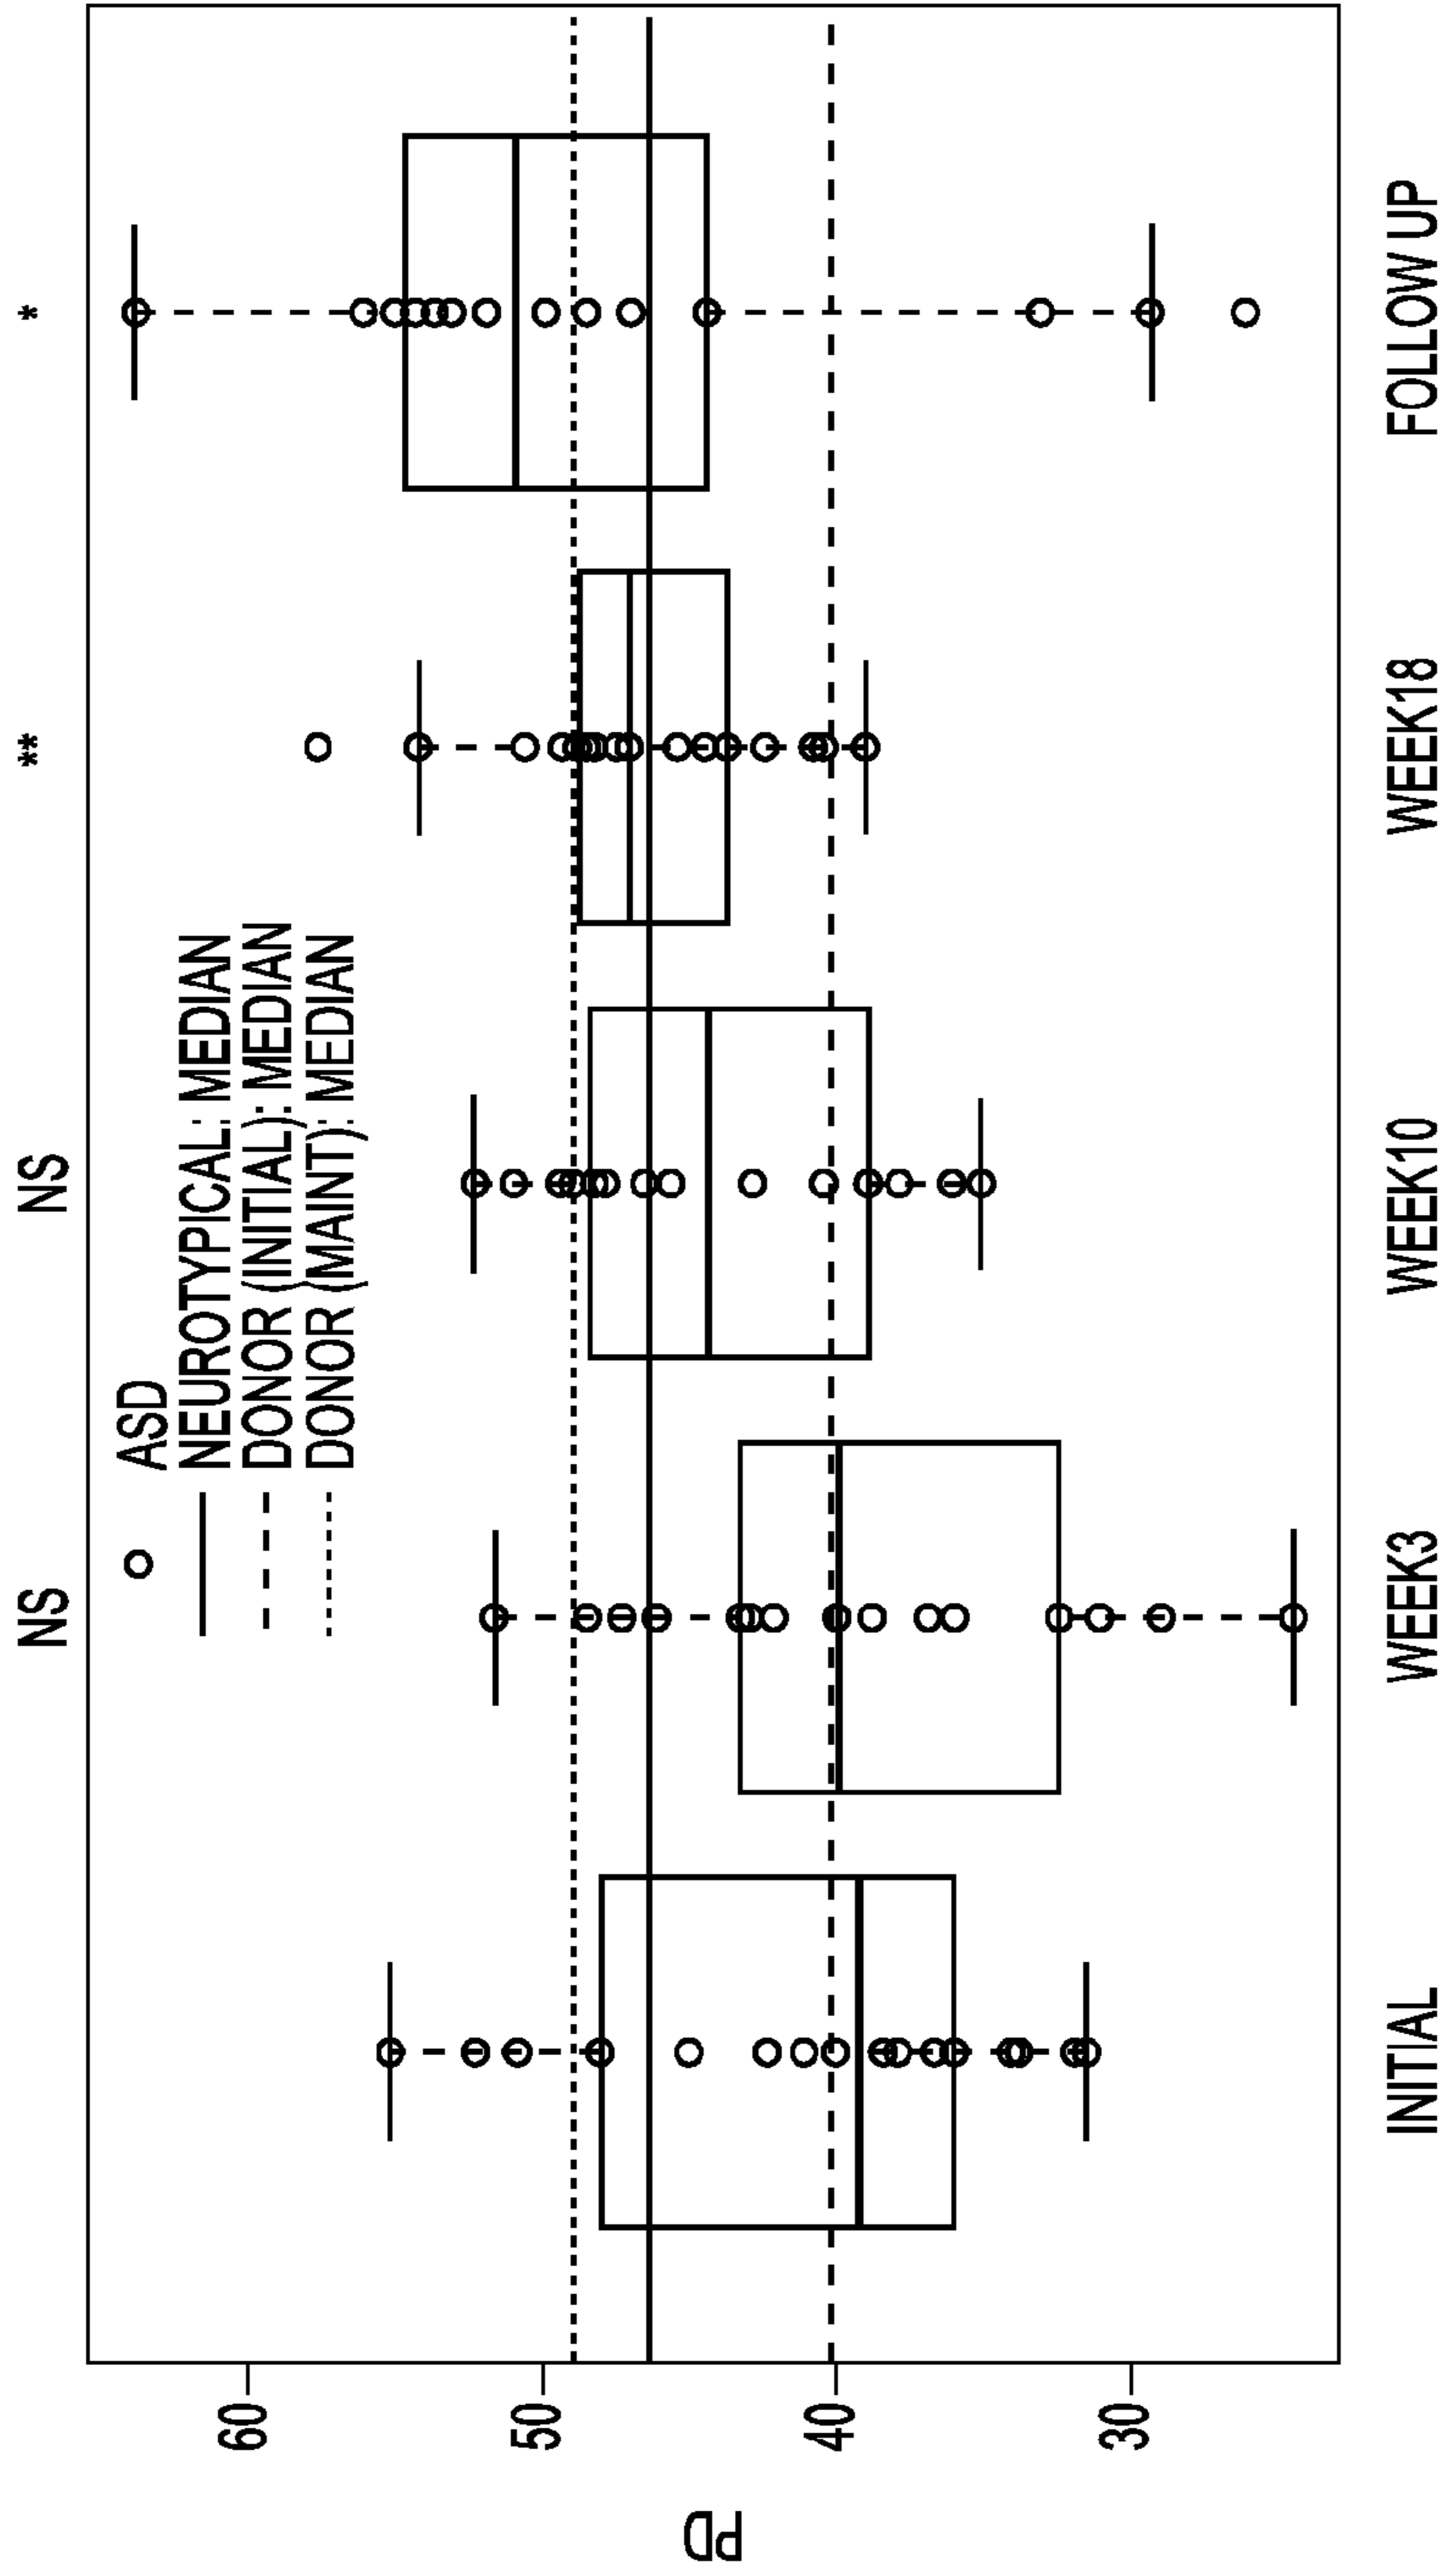 NS NS ** *
ASD
NEUROTYPICAL: MEDIAN
DONOR (INITIAL): MEDIAN
DONOR (MAINT): MEDIAN
PD
60
50
40
30
INITIAL WEEK3 WEEK10 WEEK18 FOLLOW UP